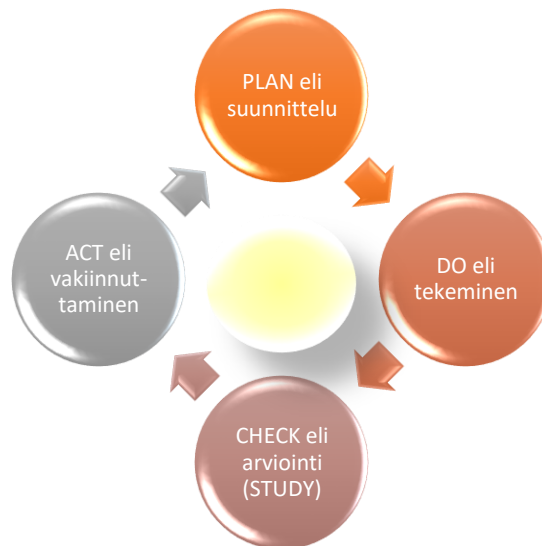 PLAN eli
suunnittelu
DO eli
tekeminen
CHECK eli
arviointi
(STUDY)
ACT eli
vakiinnut-
taminen